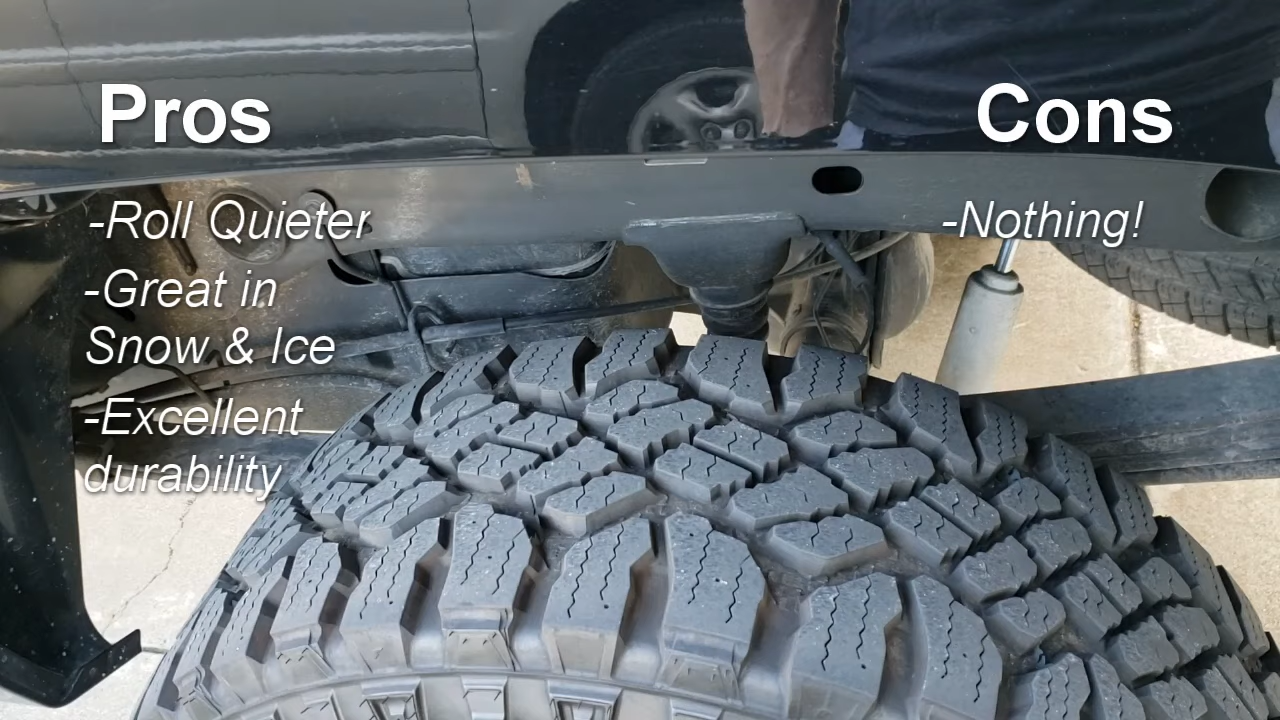 Pros
-Roll Quieter
-Great in
Snow & Ice
-Excellent
durability
Cons
-Nothing!